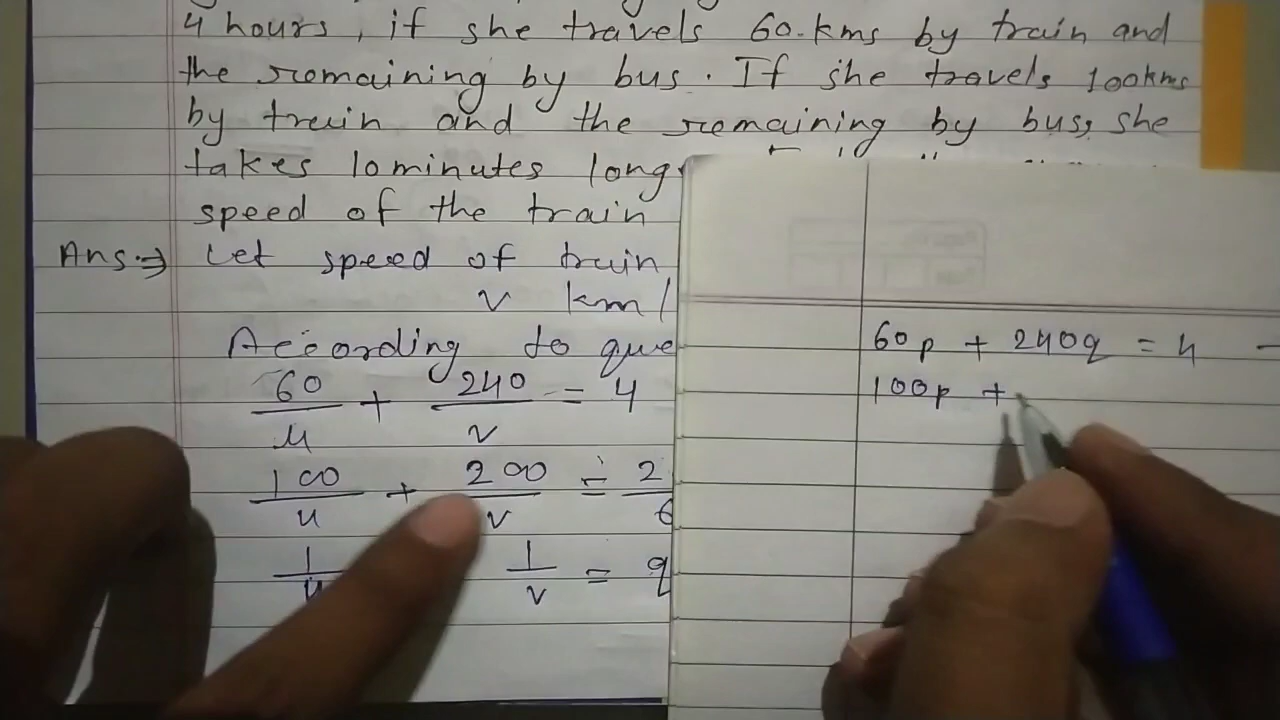 4 hours, if she travels 60 kms by train and
the remaining by bus. If she travels 100kms
by train and the remaining by bus, she
takes 10 minutes long
speed of the train
Ans.⇒ Let speed of train
v km/
According to que
60/u + 240/v = 4
100/u + 200/v = 2
1/u 1/v = q
60p + 240q = 4 -
100p +